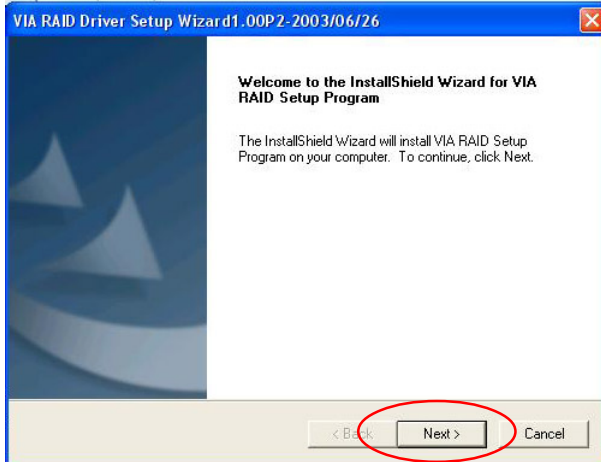 VIA RAID Driver Setup Wizard1.00P2-2003/06/26
Welcome to the InstallShield Wizard for VIA
RAID Setup Program
The InstallShield Wizard will install VIA RAID Setup
Program on your computer. To continue, click Next.
< Back Next > Cancel